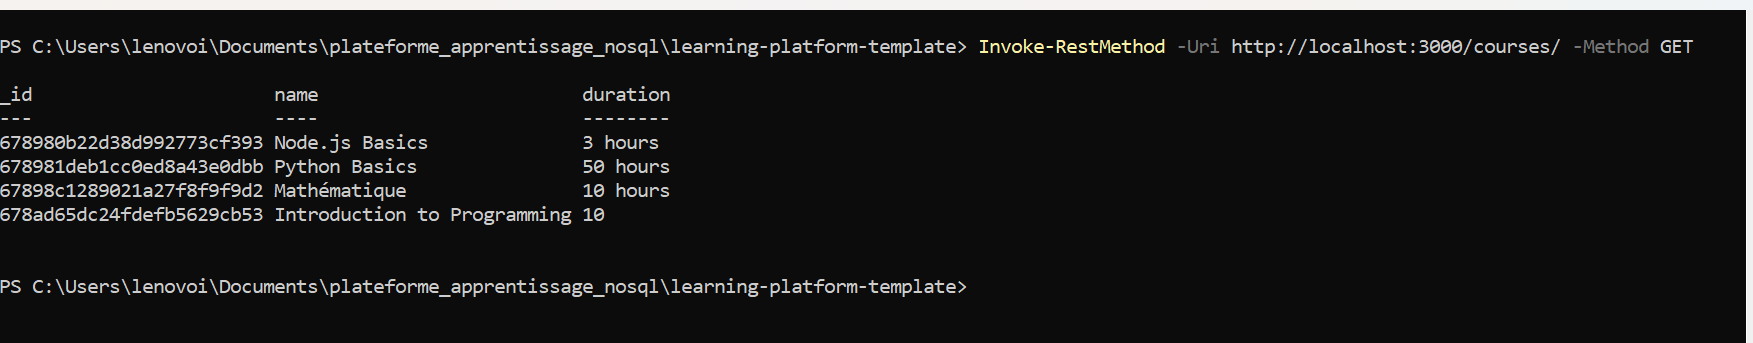 PS C:\Users\lenovoi\Documents\plateforme_apprentissage_nosql\learning-platform-template> Invoke-RestMethod -Uri http://localhost:3000/courses/ -Method GET
_id                      name                        duration
---                      ----                        --------
678980b22d38d992773cf393 Node.js Basics              3 hours
678981deb1cc0ed8a43e0dbb Python Basics               50 hours
67898c1289021a27f8f9f9d2 Mathématique                10 hours
678ad65dc24fdefb5629cb53 Introduction to Programming 10
PS C:\Users\lenovoi\Documents\plateforme_apprentissage_nosql\learning-platform-template>